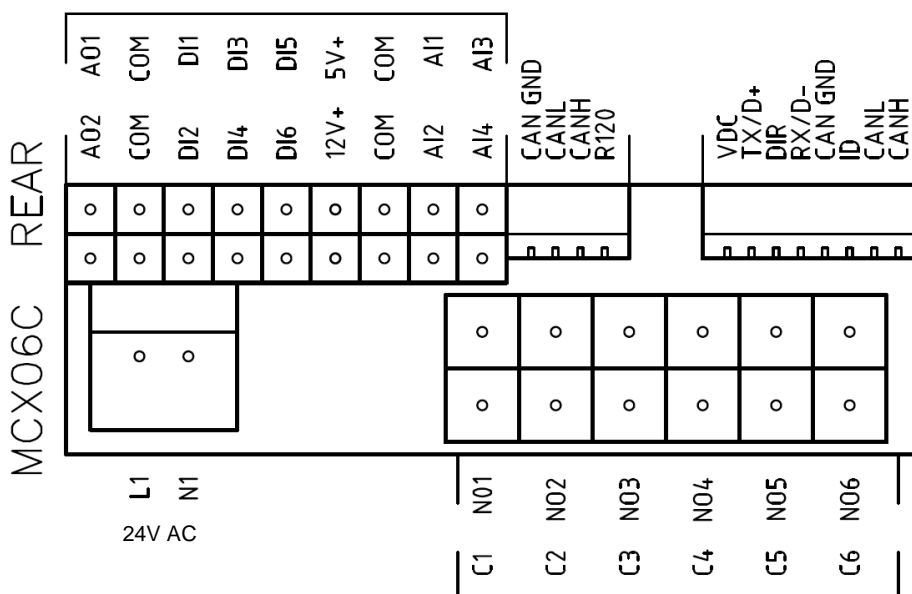 AO1 COM DI1 DI3 DI5 5V+ COM AI1 AI3
AO2 COM DI2 DI4 DI6 12V+ COM AI2 AI4
CAN GND
CANL
CANH
R120
VDC
TX/D+
DIR
RX/D-
CAN GND
ID
CANL
CANH
MCX06C REAR
L1 N1
24V AC
NO1 NO2 NO3 NO4 NO5 NO6
C1 C2 C3 C4 C5 C6